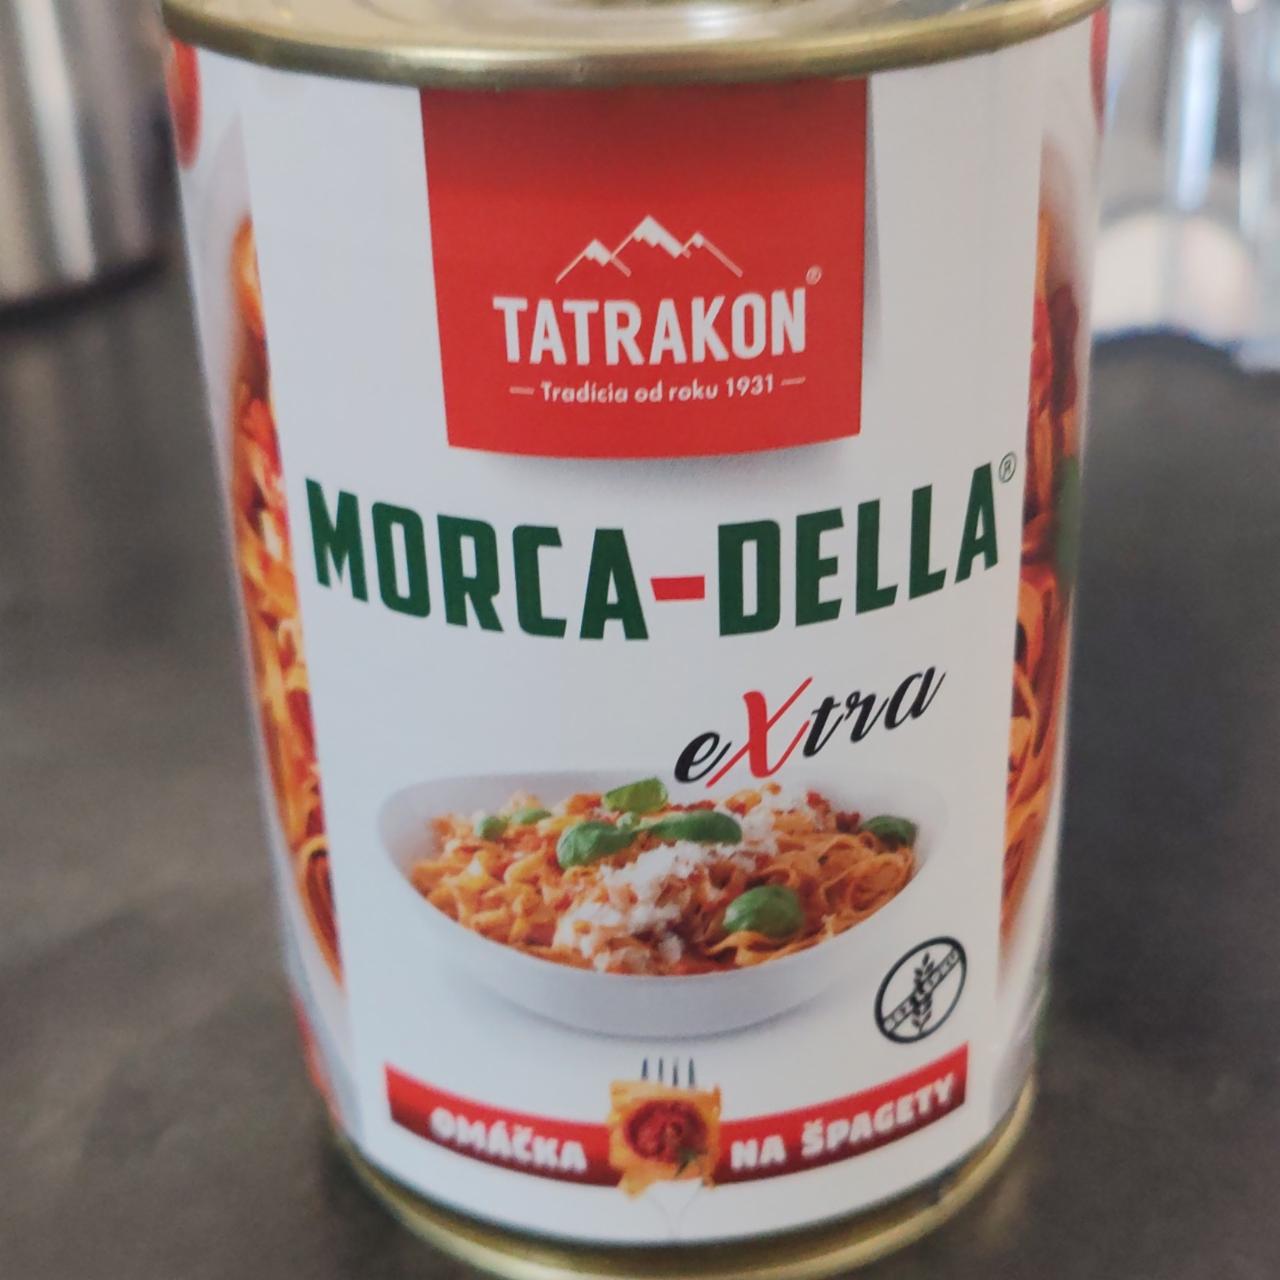 TATRAKON®
— Tradícia od roku 1931 —
MORCA-DELLA®
eXtra
OMÁČKA NA ŠPAGETY